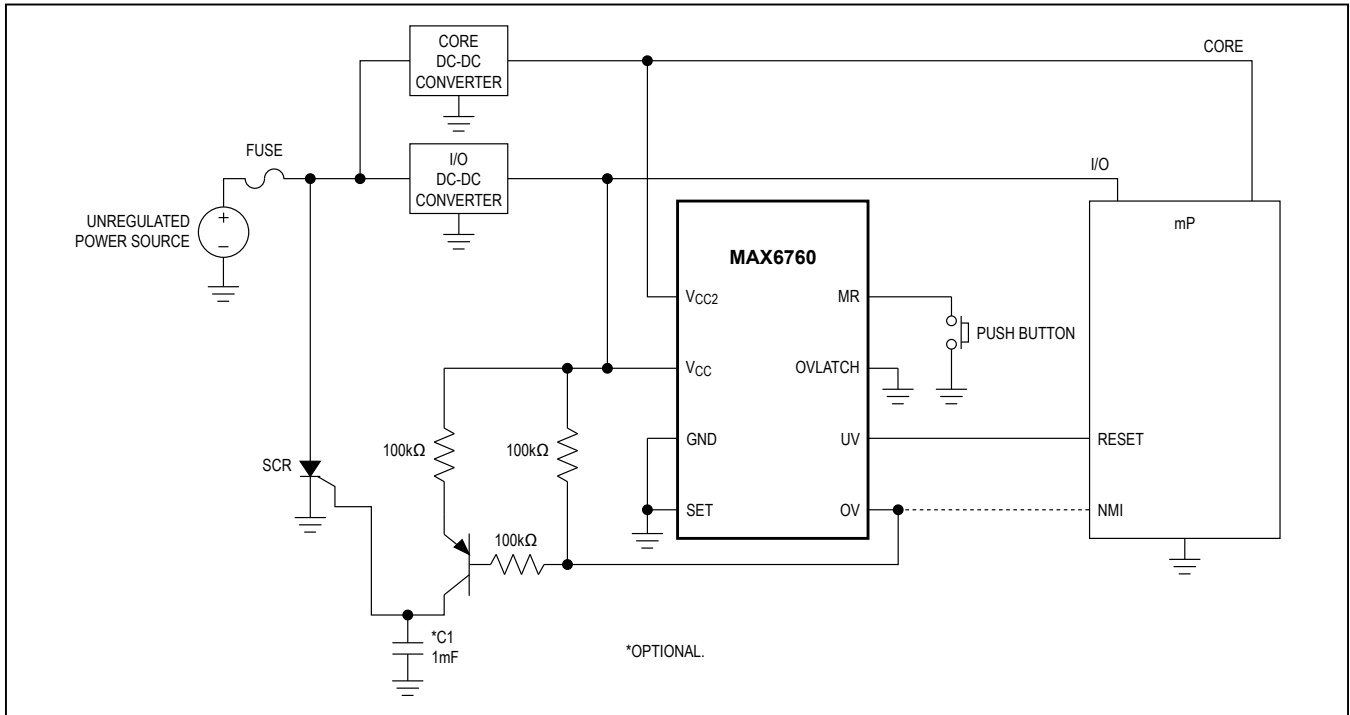 CORE
DC-DC
CONVERTER
CORE
FUSE
I/O
DC-DC
CONVERTER
I/O
UNREGULATED
POWER SOURCE
+
−
MAX6760
mP
VCC2
MR
PUSH BUTTON
VCC
OVLATCH
100kΩ
100kΩ
GND
UV
RESET
SCR
SET
OV
NMI
100kΩ
*C1
1mF
*OPTIONAL.